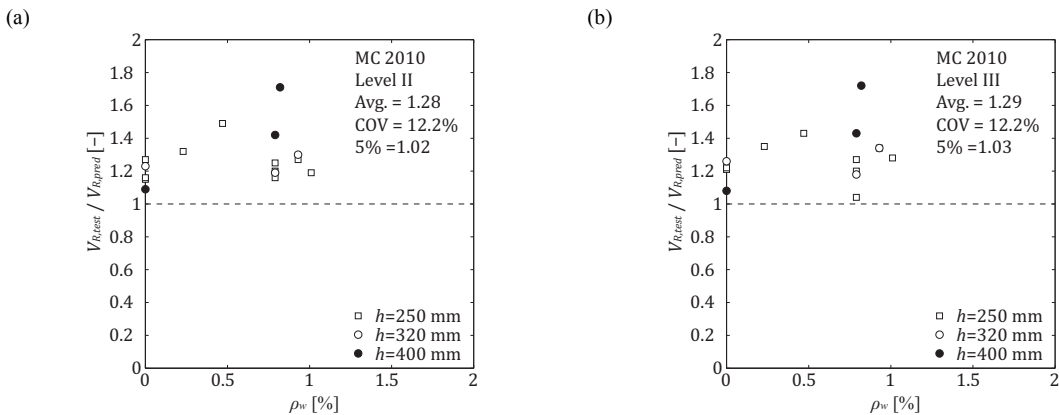 (a)
V_{R,test} / V_{R,pred} [–]
2
1.8
1.6
1.4
1.2
1
0.8
0.6
0.4
0.2
0
MC 2010
Level II
Avg. = 1.28
COV = 12.2%
5% =1.02
h=250 mm
h=320 mm
h=400 mm
0 0.5 1 1.5 2
ρ_w [%]
(b)
V_{R,test} / V_{R,pred} [–]
2
1.8
1.6
1.4
1.2
1
0.8
0.6
0.4
0.2
0
MC 2010
Level III
Avg. = 1.29
COV = 12.2%
5% =1.03
h=250 mm
h=320 mm
h=400 mm
0 0.5 1 1.5 2
ρ_w [%]